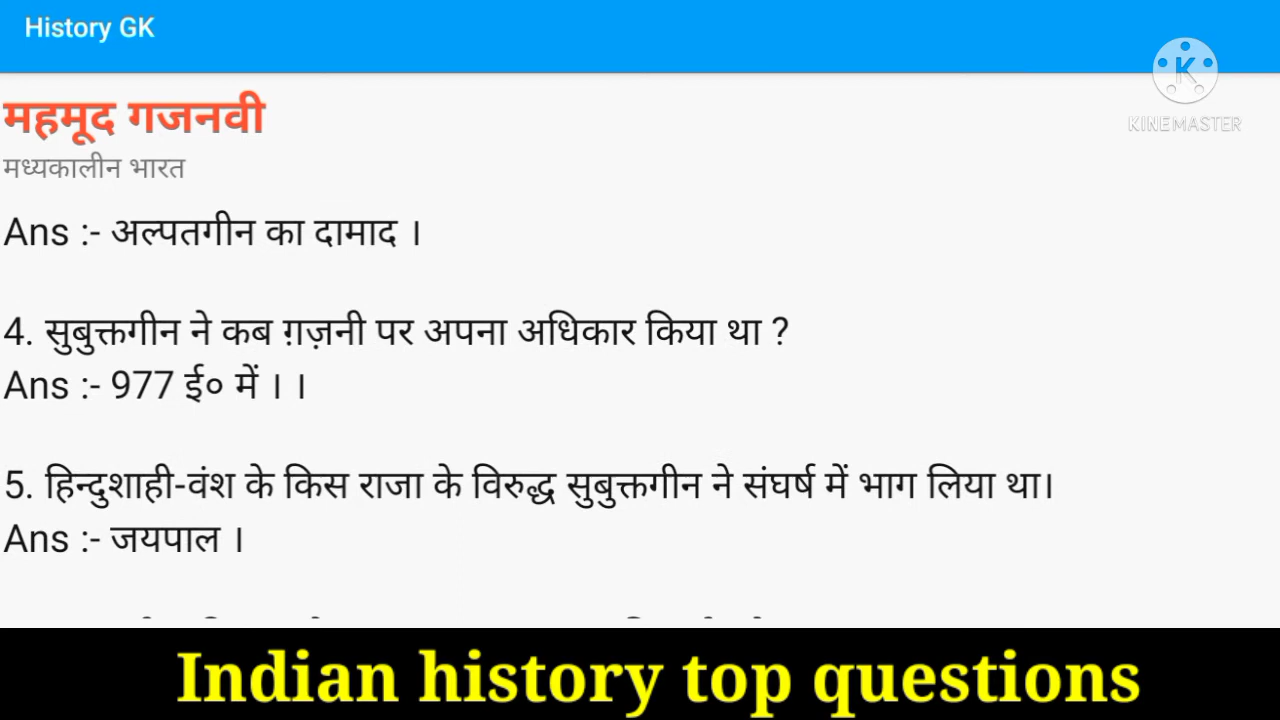 History GK
KINEMASTER
महमूद गजनवी
मध्यकालीन भारत
Ans :- अल्पतगीन का दामाद ।
4. सुबुक्तगीन ने कब ग़ज़नी पर अपना अधिकार किया था ?
Ans :- 977 ई० में । ।
5. हिन्दुशाही-वंश के किस राजा के विरुद्ध सुबुक्तगीन ने संघर्ष में भाग लिया था।
Ans :- जयपाल ।
Indian history top questions